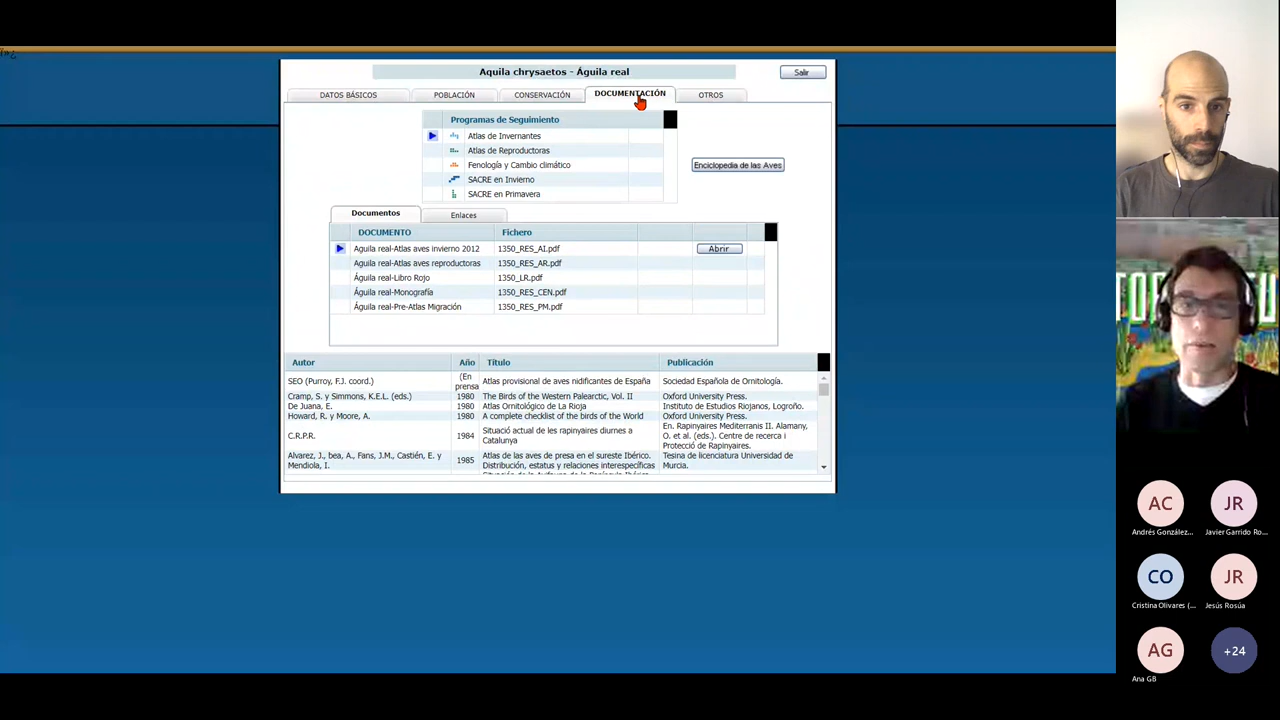 Aquila chrysaetos - Águila real
Salir
DATOS BÁSICOS
POBLACIÓN
CONSERVACIÓN
DOCUMENTACIÓN
OTROS
Programas de Seguimiento
Atlas de Invernantes
Atlas de Reproductoras
Fenología y Cambio climático
SACRE en Invierno
SACRE en Primavera
Enciclopedia de las Aves
Documentos
Enlaces
DOCUMENTO Fichero
Aguila real-Atlas aves invierno 2012 1350_RES_AI.pdf Abrir
Aguila real-Atlas aves reproductoras 1350_RES_AR.pdf
Águila real-Libro Rojo 1350_LR.pdf
Águila real-Monografía 1350_RES_CEN.pdf
Águila real-Pre-Atlas Migración 1350_RES_PM.pdf
Autor Año Título Publicación
SEO (Purroy, F.J. coord.) (En prensa Atlas provisional de aves nidificantes de España Sociedad Española de Ornitología.
Cramp, S. y Simmons, K.E.L. (eds.) 1980 The Birds of the Western Palearctic, Vol. II Oxford University Press.
De Juana, E. 1980 Atlas Ornitológico de La Rioja Instituto de Estudios Riojanos, Logroño.
Howard, R. y Moore, A. 1980 A complete checklist of the birds of the World Oxford University Press.
C.R.P.R. 1984 Situació actual de les rapinyaires diurnes a Catalunya En. Rapinyaires Mediterranis II. Alamany, O. et al. (eds.). Centre de recerca i Protecció de Rapinyaires.
Alvarez, J., bea, A., Fans, J.M., Castién, E. y Mendiola, I. 1985 Atlas de las aves de presa en el sureste Ibérico. Distribución, estatus y relaciones interespecíficas Tesina de licenciatura Universidad de Murcia.
AC
Andrés González...
JR
Javier Garrido Ro...
CO
Cristina Olivares (...
JR
Jesús Rosúa
AG
Ana GB
+24